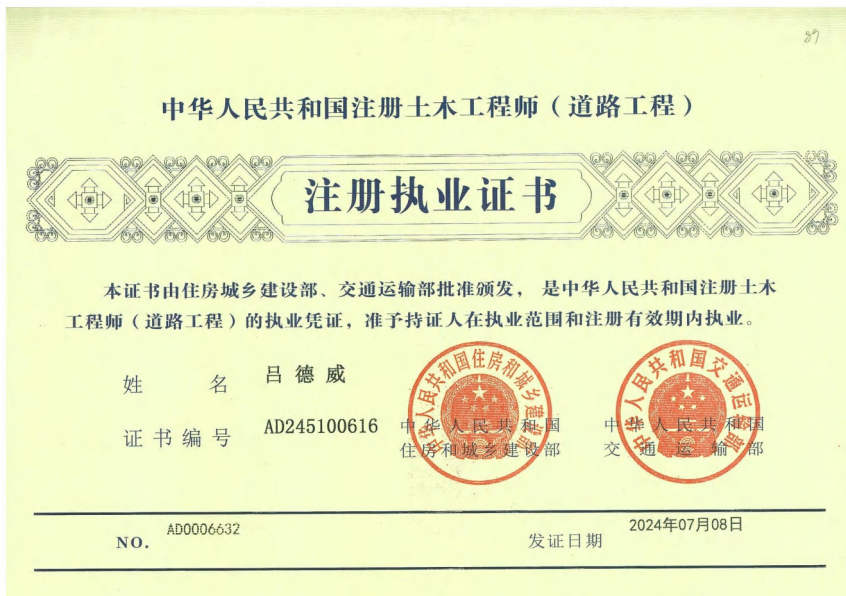 89
中华人民共和国注册土木工程师（道路工程）
注册执业证书
本证书由住房城乡建设部、交通运输部批准颁发， 是中华人民共和国注册土木
工程师（道路工程）的执业凭证，准予持证人在执业范围和注册有效期内执业。
姓 名 吕德威
证书编号 AD245100616
中华人民共和国住房和城乡建设部
中华人民共和国
住房和城乡建设部
中华人民共和国交通运输部
中华人民共和国
交通运输部
NO. AD0006632
发证日期 2024年07月08日